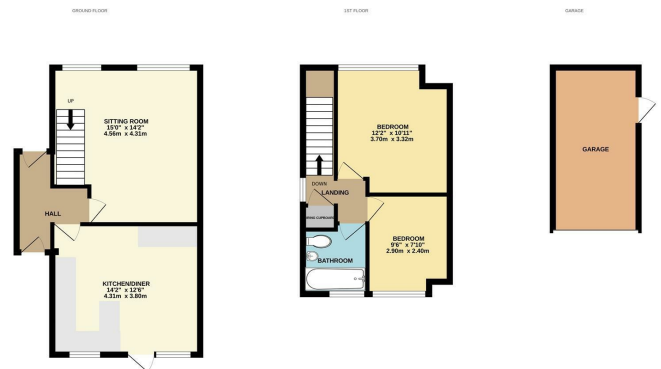 GROUND FLOOR
1ST FLOOR
GARAGE
UP
SITTING ROOM
15'0" x 14'2"
4.56m x 4.31m
HALL
KITCHEN/DINER
14'2" x 12'6"
4.31m x 3.80m
BEDROOM
12'2" x 10'11"
3.70m x 3.32m
DOWN
LANDING
CUPBOARD
BEDROOM
9'6" x 7'10"
2.90m x 2.40m
BATHROOM
GARAGE